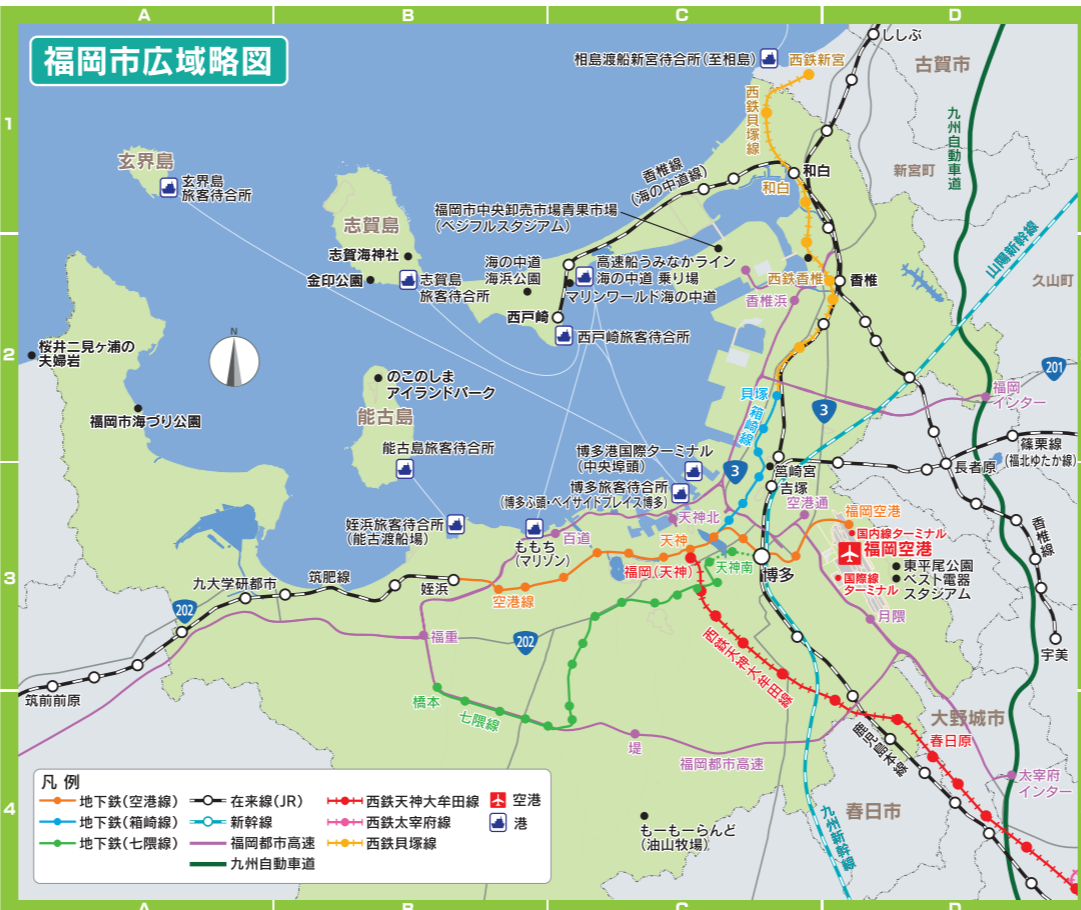 A
B
C
D
福岡市広域略図
1
2
3
4
相島渡船新宮待合所(至相島)
西鉄新宮
ししぶ
古賀市
西鉄貝塚線
九州自動車道
新宮町
玄界島
玄界島
旅客待合所
香椎線
(海の中道線)
和白
和白
志賀島
福岡市中央卸売市場青果市場
(ベジフルスタジアム)
山陽新幹線
志賀海神社
金印公園
志賀島
旅客待合所
海の中道
海浜公園
高速船うみなかライン
海の中道 乗り場
マリンワールド海の中道
西鉄香椎
香椎
香椎浜
久山町
西戸崎
西戸崎旅客待合所
N
桜井二見ヶ浦の
夫婦岩
のこのしま
アイランドパーク
201
福岡
インター
貝塚
箱崎線
3
能古島
福岡市海づり公園
能古島旅客待合所
博多港国際ターミナル
(中央埠頭)
3
筥崎宮
吉塚
篠栗線
(福北ゆたか線)
長者原
博多旅客待合所
(博多ふ頭・ベイサイドプレイス博多)
空港通
福岡空港
天神北
姪浜旅客待合所
(能古渡船場)
ももち
(マリゾン)
百道
天神
国内線ターミナル
福岡空港
香椎線
福岡(天神)
天神南
博多
東平尾公園
ベスト電器
スタジアム
国際線
ターミナル
九大学研都市
筑肥線
姪浜
空港線
202
月隈
福重
202
宇美
西鉄天神大牟田線
筑前前原
橋本
七隈線
堤
福岡都市高速
鹿児島本線
大野城市
春日原
太宰府
インター
春日市
九州新幹線
もーもーらんど
(油山牧場)
凡 例
地下鉄(空港線)
在来線(JR)
西鉄天神大牟田線
空港
地下鉄(箱崎線)
新幹線
西鉄太宰府線
港
地下鉄(七隈線)
福岡都市高速
西鉄貝塚線
九州自動車道
A
B
C
D